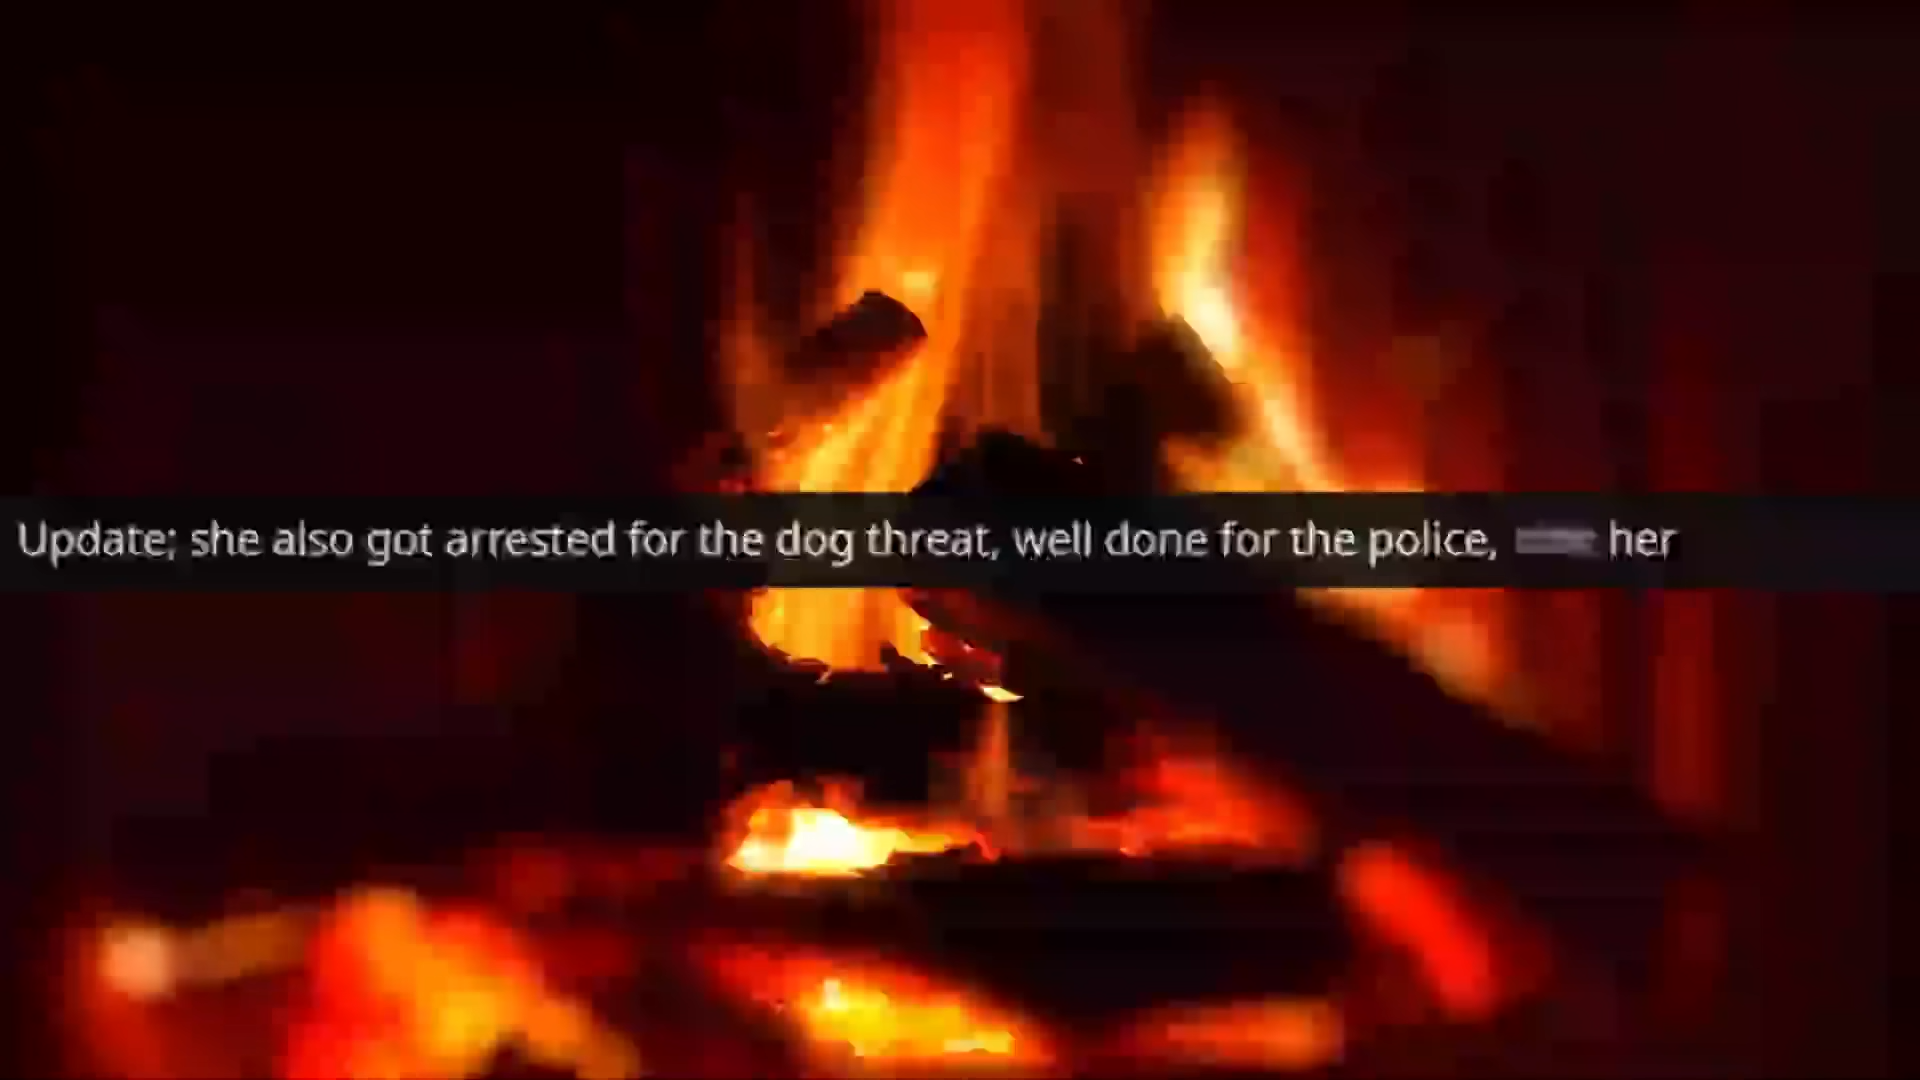 Update; she also got arrested for the dog threat, well done for the police, her